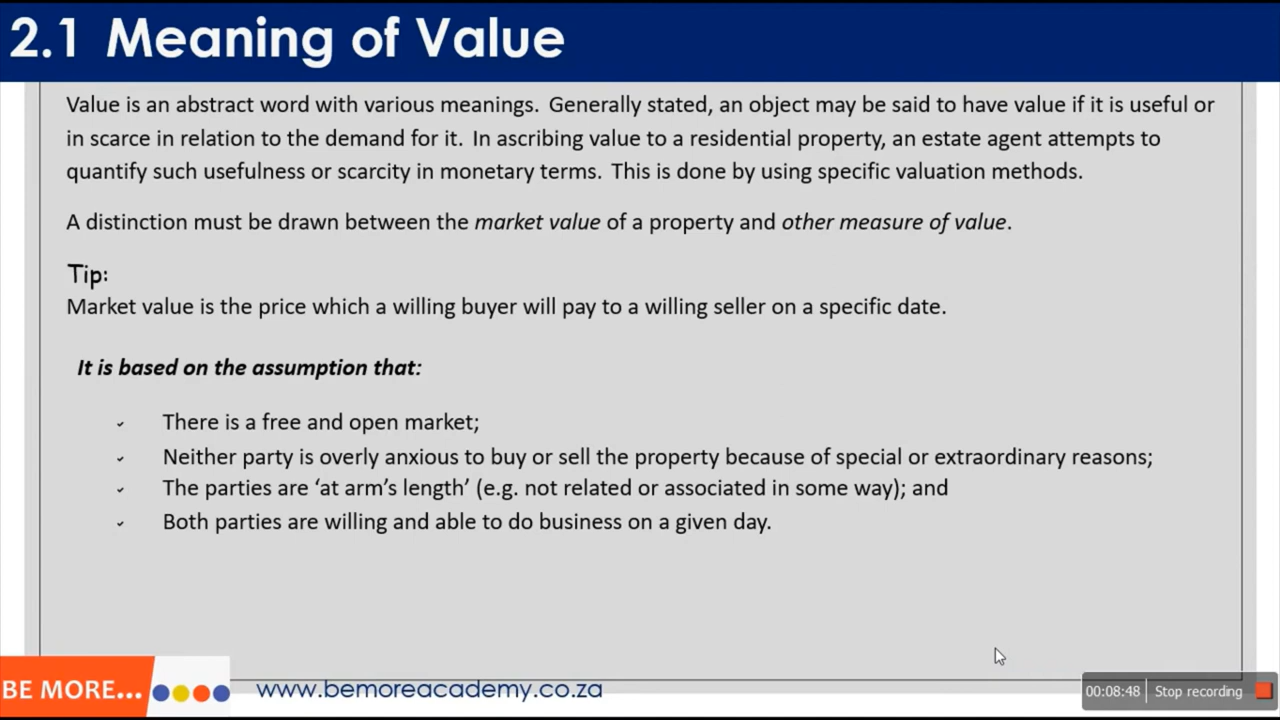 2.1 Meaning of Value
Value is an abstract word with various meanings. Generally stated, an object may be said to have value if it is useful or
in scarce in relation to the demand for it. In ascribing value to a residential property, an estate agent attempts to
quantify such usefulness or scarcity in monetary terms. This is done by using specific valuation methods.
A distinction must be drawn between the market value of a property and other measure of value.
Tip:
Market value is the price which a willing buyer will pay to a willing seller on a specific date.
It is based on the assumption that:
There is a free and open market;
Neither party is overly anxious to buy or sell the property because of special or extraordinary reasons;
The parties are ‘at arm’s length’ (e.g. not related or associated in some way); and
Both parties are willing and able to do business on a given day.
BE MORE...
www.bemoreacademy.co.za
00:08:48 Stop recording